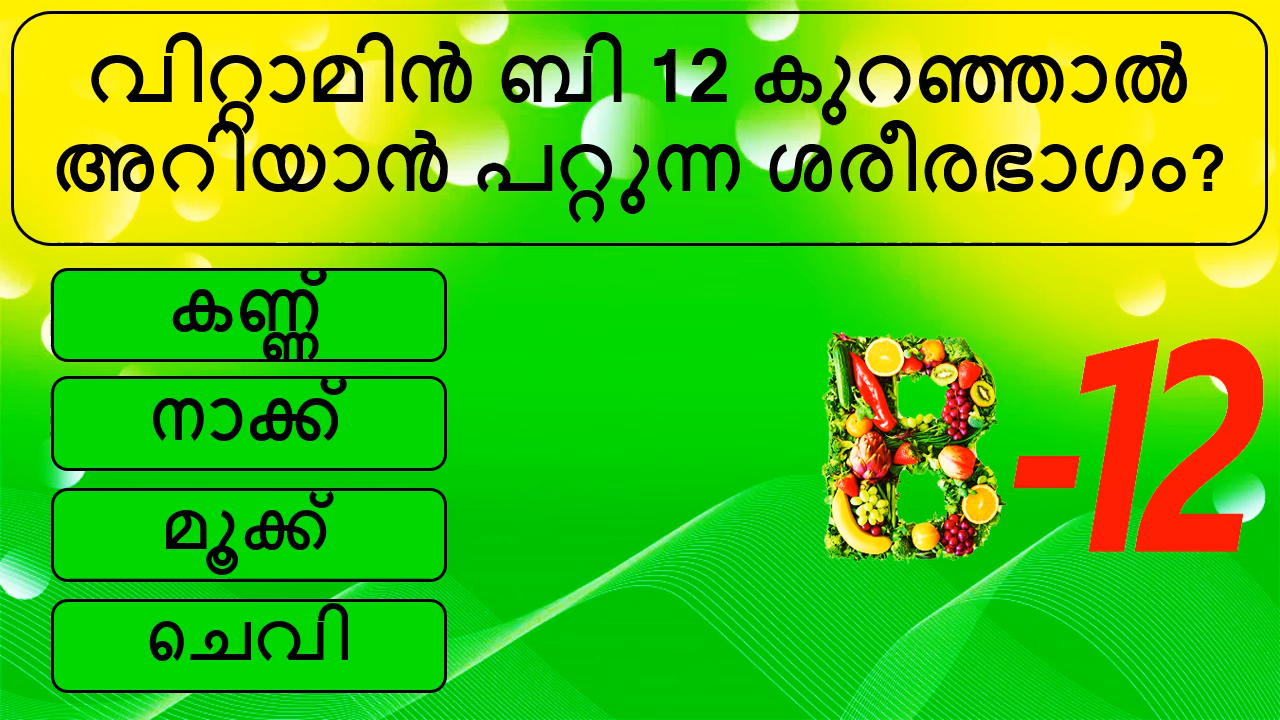 വിറ്റാമിൻ ബി 12 കുറഞ്ഞാൽ
അറിയാൻ പറ്റുന്ന ശരീരഭാഗം?
കണ്ണ്
നാക്ക്
മൂക്ക്
ചെവി
B-12